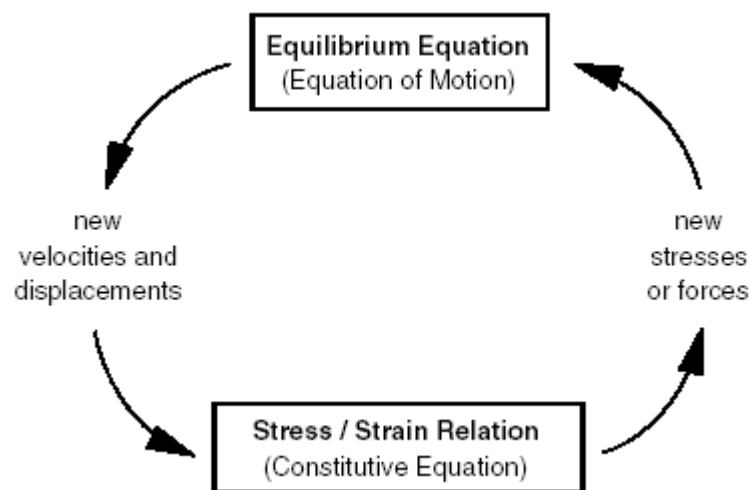 Equilibrium Equation
(Equation of Motion)
new
velocities and
displacements
new
stresses
or forces
Stress / Strain Relation
(Constitutive Equation)